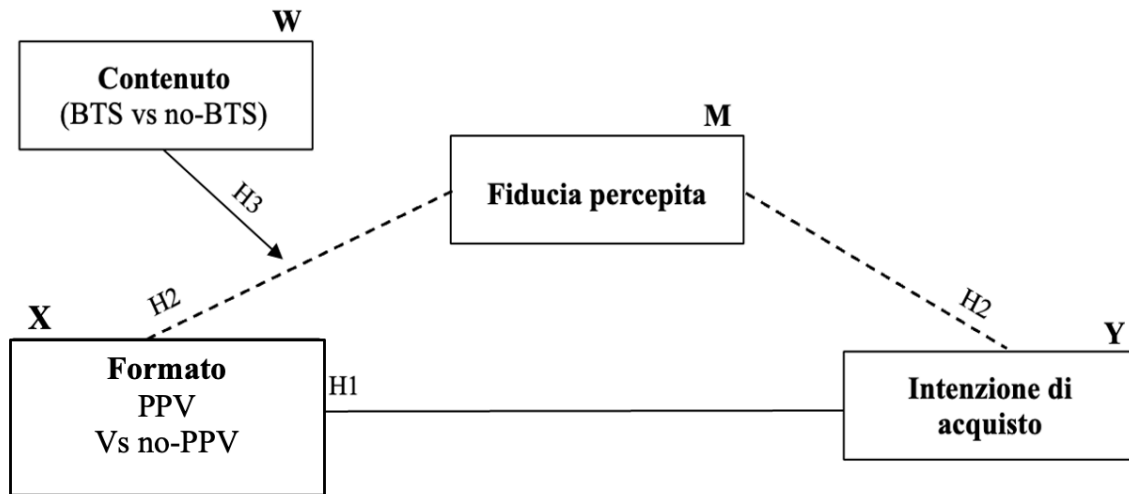 W
Contenuto
(BTS vs no-BTS)
M
Fiducia percepita
H3
H2
H2
X
Formato
PPV
Vs no-PPV
H1
Y
Intenzione di
acquisto